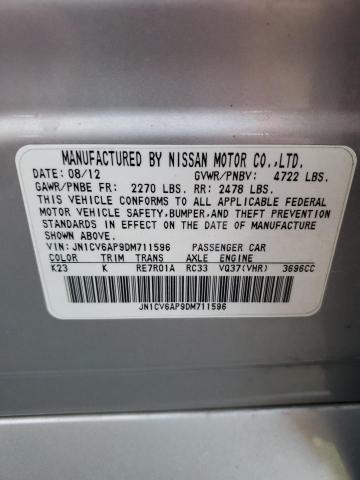 MANUFACTURED BY NISSAN MOTOR CO.,LTD.
DATE: 08/12 GVWR/PNBV: 4722 LBS.
GAWR/PNBE FR: 2270 LBS. RR: 2478 LBS.
THIS VEHICLE CONFORMS TO ALL APPLICABLE FEDERAL
MOTOR VEHICLE SAFETY,BUMPER,AND THEFT PREVENTION
STANDARDS IN EFFECT ON THE DATE OF MANUFACTURE
SHOWN ABOVE.
VIN:JN1CV6AP9DM711596 PASSENGER CAR
COLOR TRIM TRANS AXLE ENGINE
K23 K RE7R01A RC33 VQ37(VHR) 3696CC
JN1CV6AP9DM711596